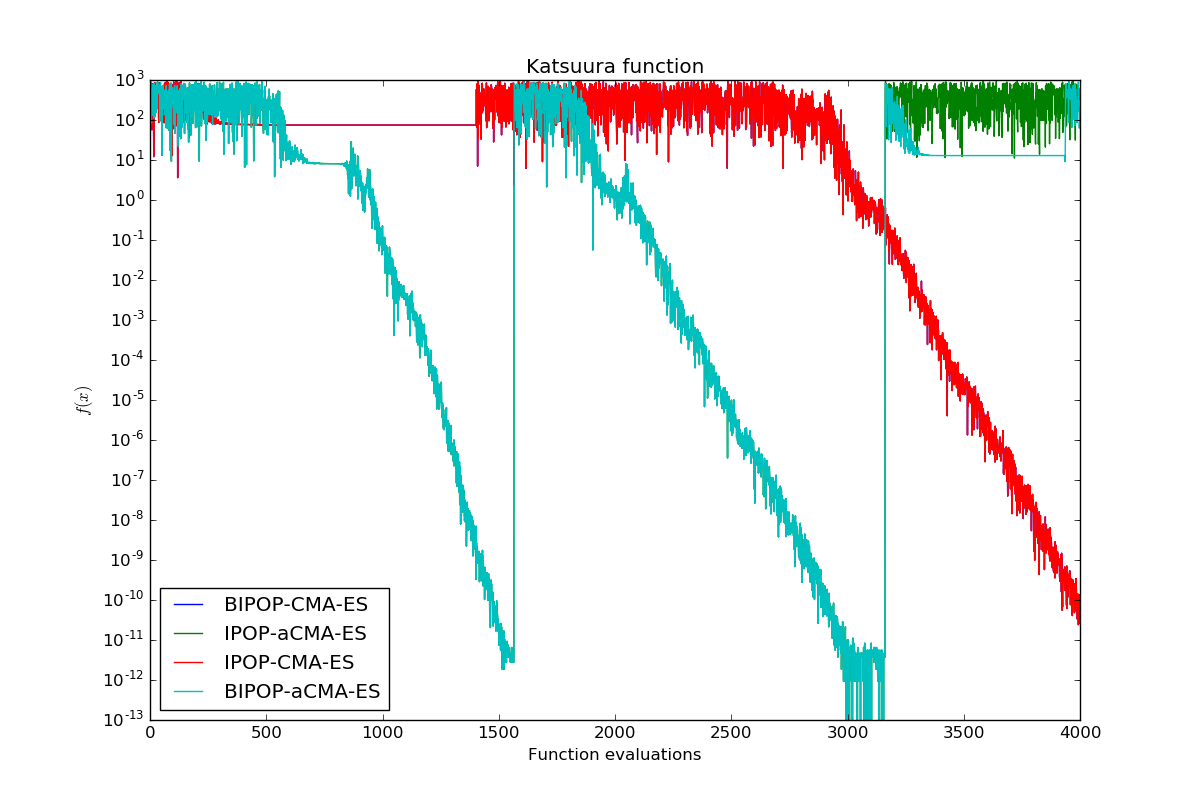 Katsuura function
10^3
10^2
10^1
10^0
10^-1
10^-2
10^-3
10^-4
10^-5
10^-6
10^-7
10^-8
10^-9
10^-10
10^-11
10^-12
10^-13
f(x)
BIPOP-CMA-ES
IPOP-aCMA-ES
IPOP-CMA-ES
BIPOP-aCMA-ES
0 500 1000 1500 2000 2500 3000 3500 4000
Function evaluations